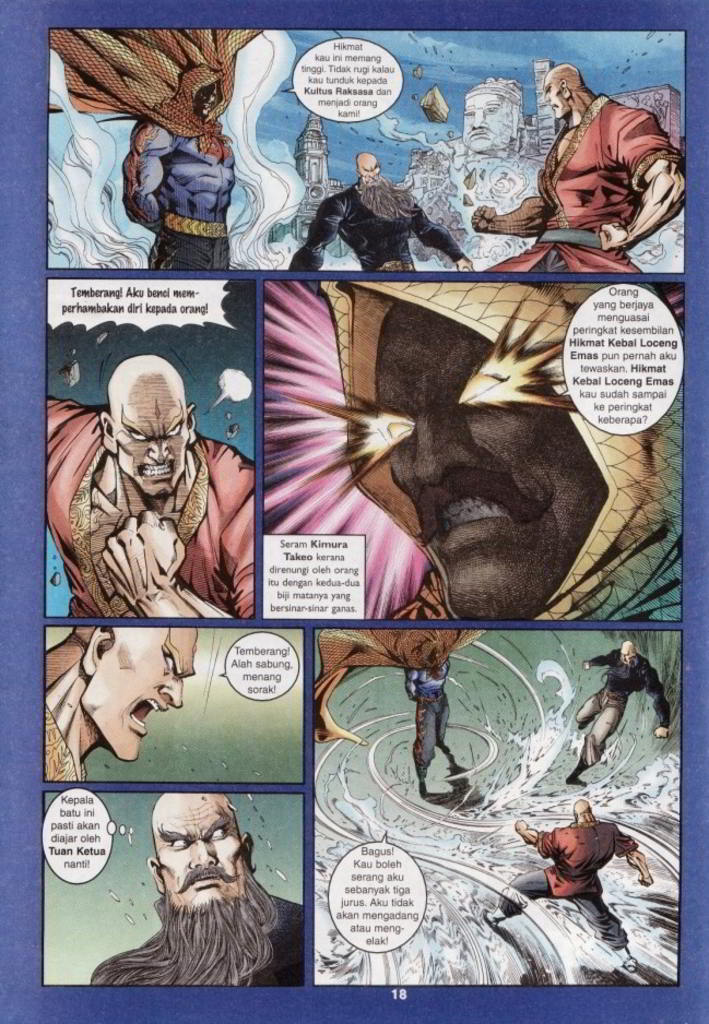 Hikmat
kau ini memang
tinggi. Tidak rugi kalau
kau tunduk kepada
Kultus Raksasa dan
menjadi orang
kami!
Temberang! Aku benci mem-
perhambakan diri kepada orang!
Orang
yang berjaya
menguasai
peringkat kesembilan
Hikmat Kebal Loceng
Emas pun pernah aku
tewaskan. Hikmat
Kebal Loceng Emas
kau sudah sampai
ke peringkat
keberapa?
Seram Kimura
Takeo kerana
direnungi oleh orang
itu dengan kedua-dua
biji matanya yang
bersinar-sinar ganas.
Temberang!
Alah sabung,
menang
sorak!
Kepala
batu ini
pasti akan
diajar oleh
Tuan Ketua
nanti!
Bagus!
Kau boleh
serang aku
sebanyak tiga
jurus. Aku tidak
akan mengadang
atau meng-
elak!
18